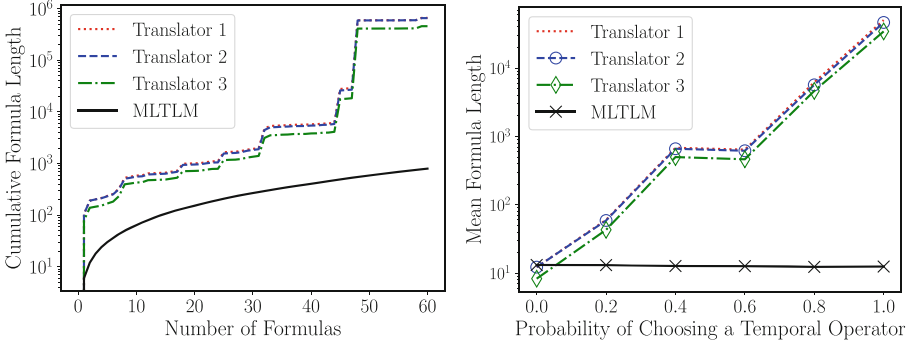 Cumulative Formula Length
10^6
10^5
10^4
10^3
10^2
10^1
Translator 1
Translator 2
Translator 3
MLTLM
0 10 20 30 40 50 60
Number of Formulas
Mean Formula Length
10^4
10^3
10^2
10^1
Translator 1
Translator 2
Translator 3
MLTLM
0.0 0.2 0.4 0.6 0.8 1.0
Probability of Choosing a Temporal Operator